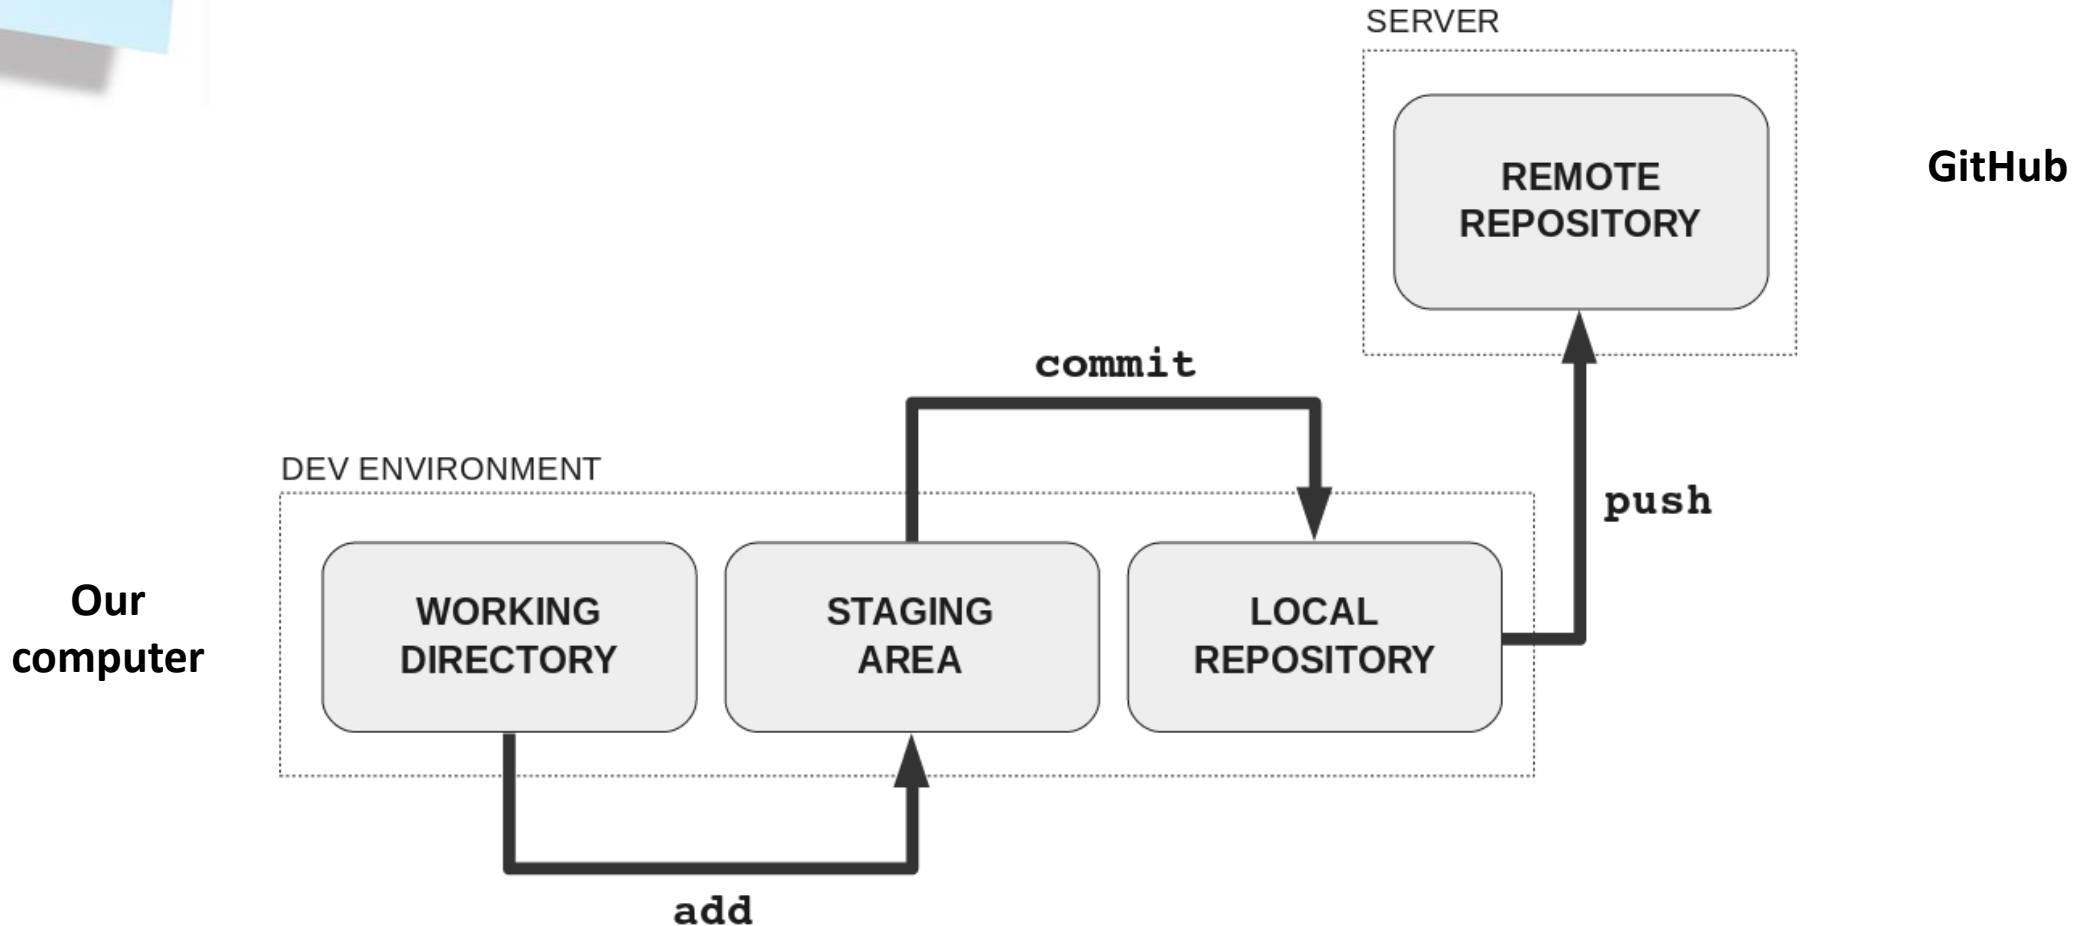 SERVER
REMOTE
REPOSITORY
GitHub
commit
DEV ENVIRONMENT
push
Our
computer
WORKING
DIRECTORY
STAGING
AREA
LOCAL
REPOSITORY
add